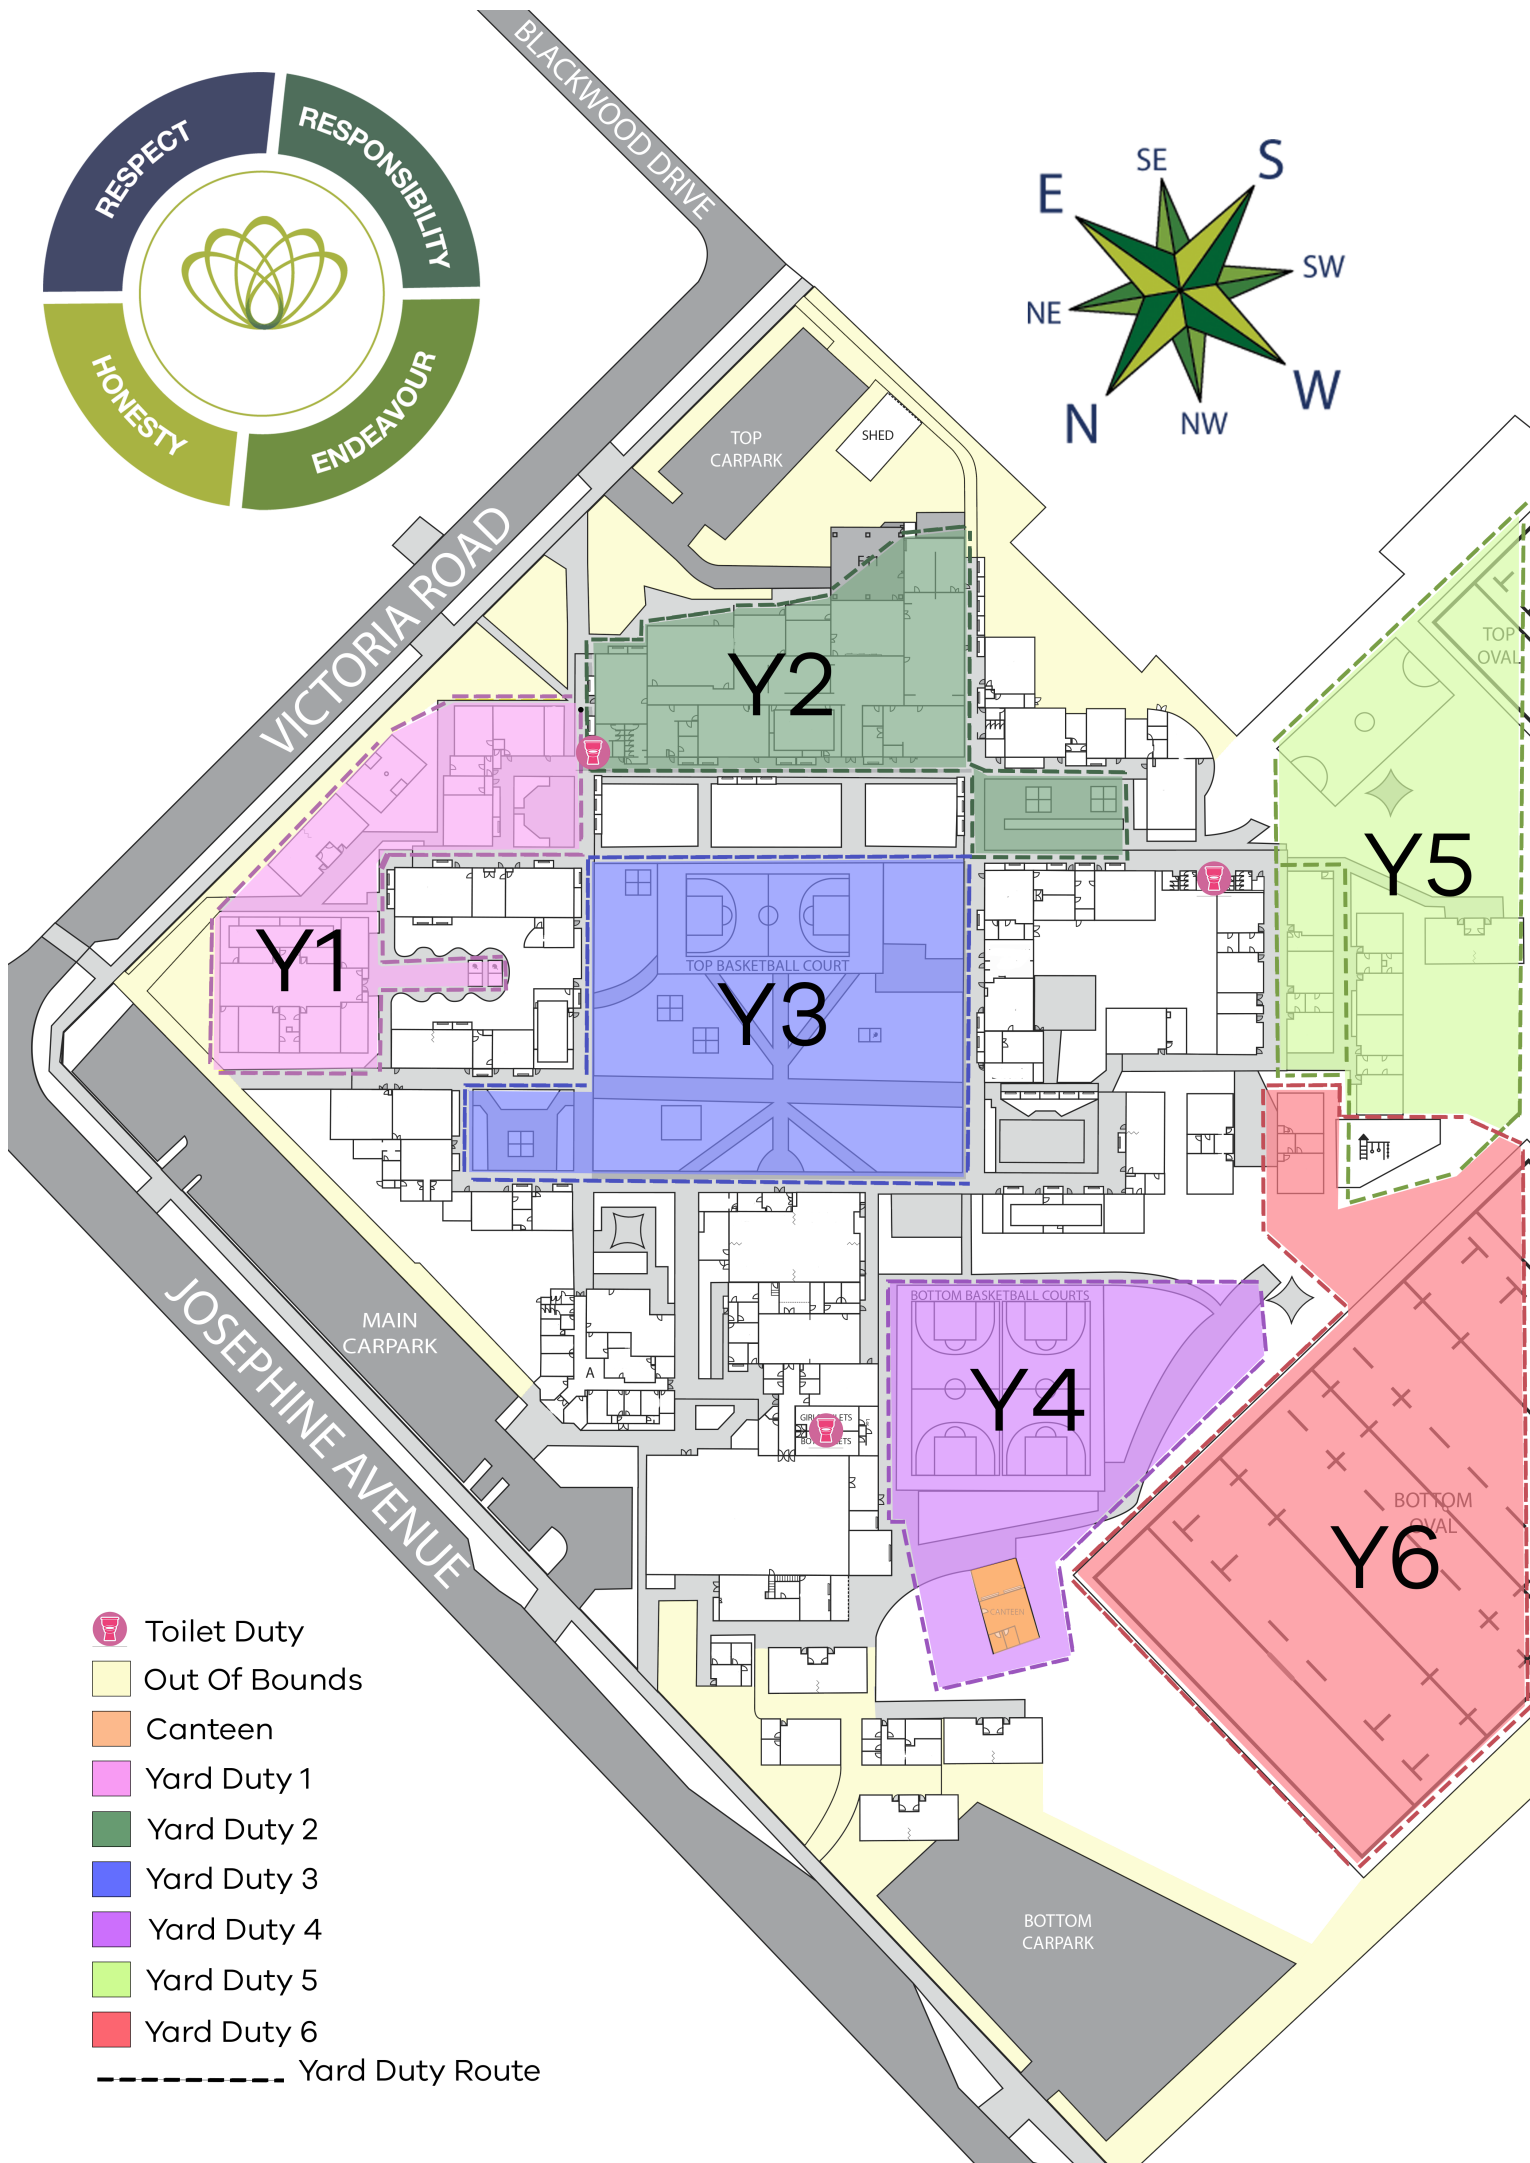 BLACKWOOD DRIVE
RESPECT
RESPONSIBILITY
HONESTY
ENDEAVOUR
SE
S
E
SW
NE
W
N
NW
VICTORIA ROAD
TOP
CARPARK
SHED
TOP
OVAL
Y2
Y5
Y1
TOP BASKETBALL COURT
Y3
BOTTOM BASKETBALL COURTS
MAIN
CARPARK
A
Y4
JOSEPHINE AVENUE
BOTTOM
OVAL
Y6
CANTEEN
Toilet Duty
Out Of Bounds
Canteen
Yard Duty 1
Yard Duty 2
Yard Duty 3
Yard Duty 4
Yard Duty 5
Yard Duty 6
Yard Duty Route
BOTTOM
CARPARK